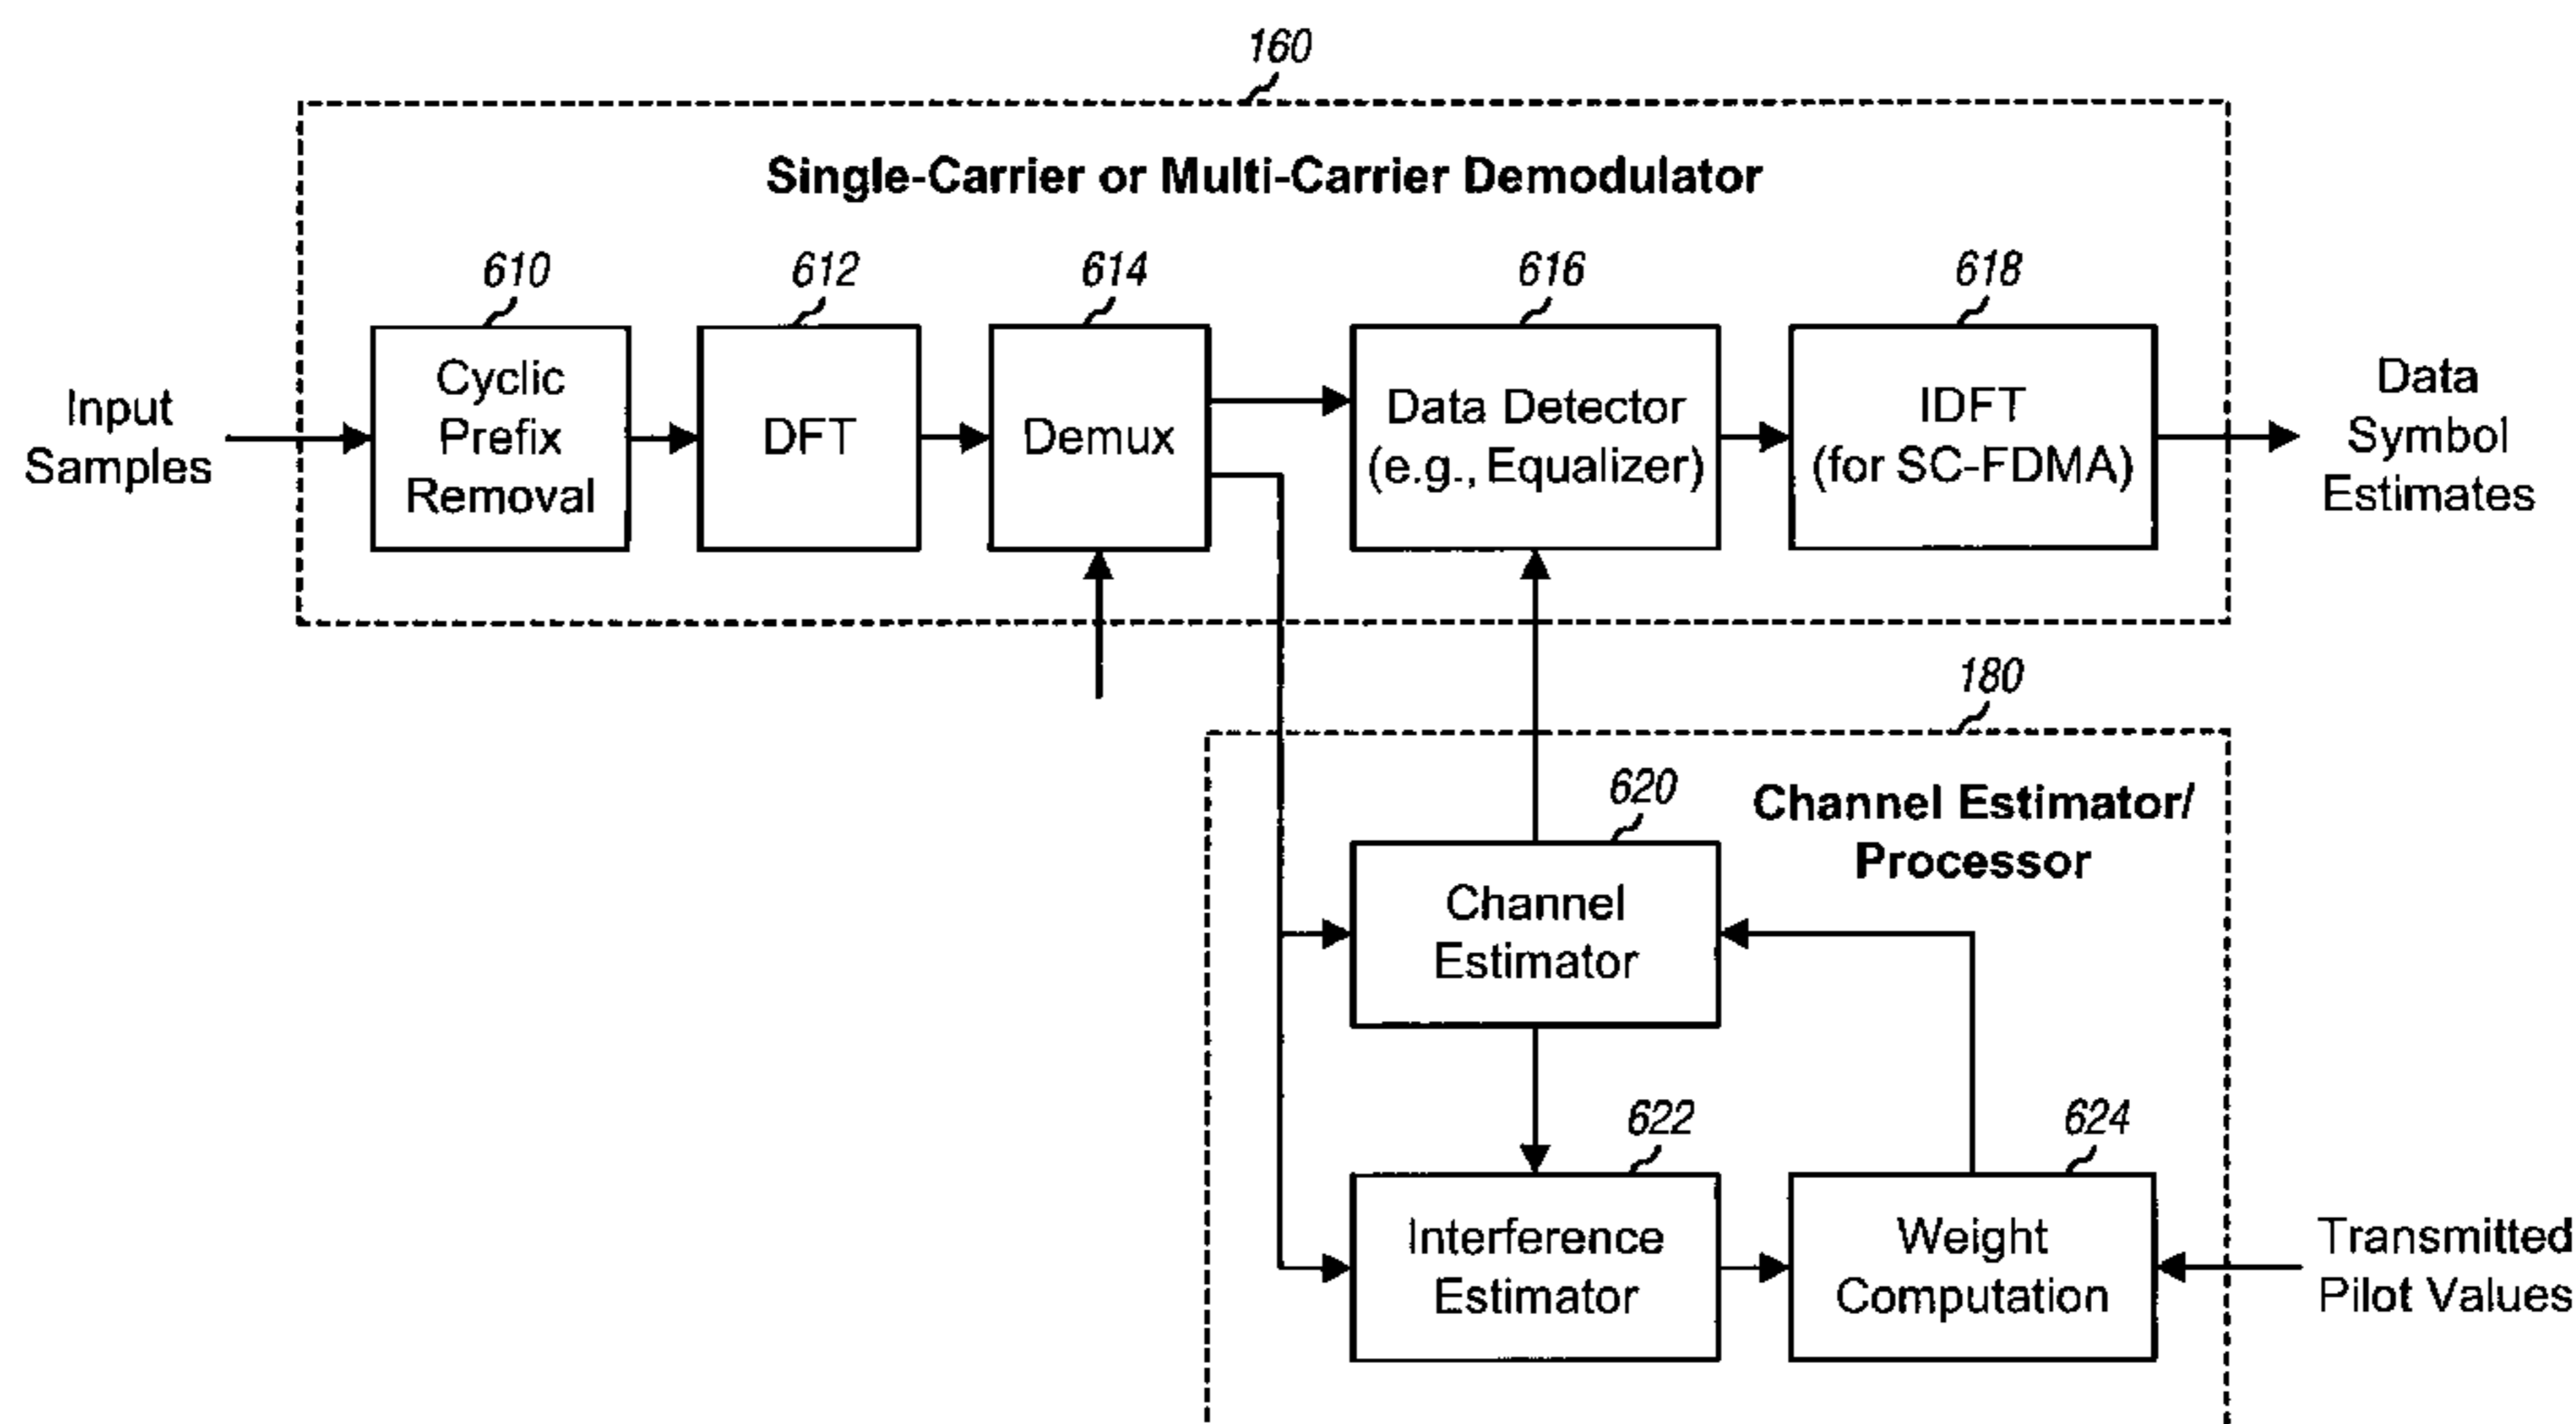 160
Single-Carrier or Multi-Carrier Demodulator
610
612
614
616
618
Input
Samples
Cyclic
Prefix
Removal
DFT
Demux
Data Detector
(e.g., Equalizer)
IDFT
(for SC-FDMA)
Data
Symbol
Estimates
180
Channel Estimator/
Processor
620
Channel
Estimator
622
624
Interference
Estimator
Weight
Computation
Transmitted
Pilot Values